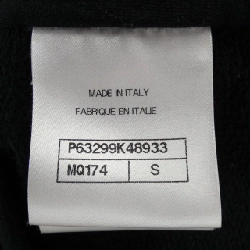 MADE IN ITALY
FABRIQUE EN ITALIE
P63299K48933
MQ174 S